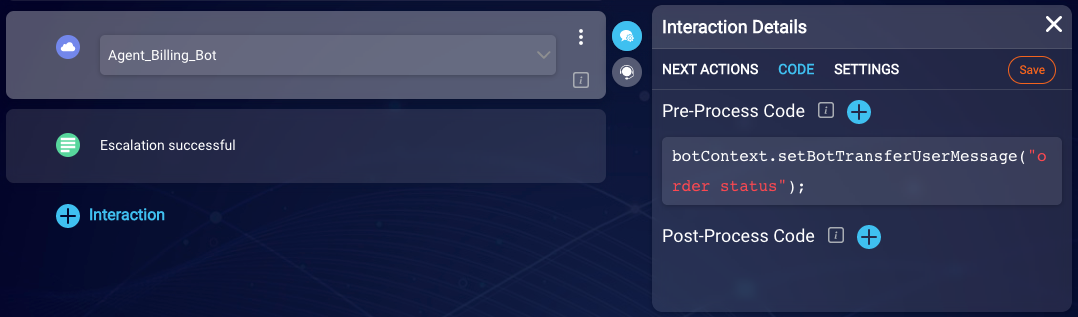 Agent_Billing_Bot
Escalation successful
Interaction
Interaction Details
NEXT ACTIONS CODE SETTINGS Save
Pre-Process Code i
botContext.setBotTransferUserMessage("o
rder status");
Post-Process Code i